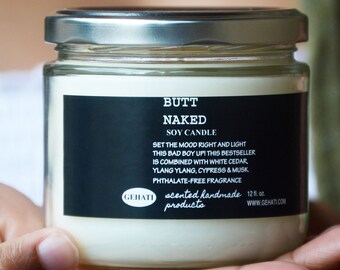 BUTT
NAKED
SOY CANDLE
SET THE MOOD RIGHT AND LIGHT
THIS BAD BOY UP! THIS BESTSELLER
IS COMBINED WITH WHITE CEDAR,
YLANG YLANG, CYPRESS & MUSK.
PHTHALATE-FREE FRAGRANCE
GEHATI
scented handmade
products
12 fl. oz.
WWW.GEHATI.COM